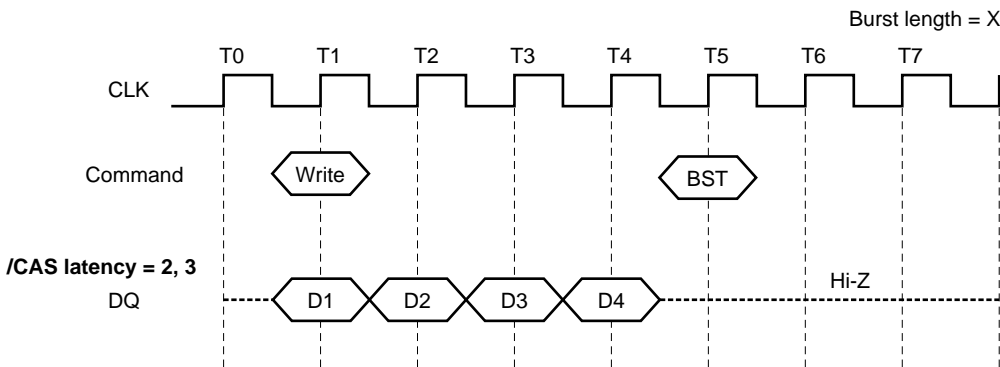 Burst length = X
T0 T1 T2 T3 T4 T5 T6 T7
CLK
Command Write BST
/CAS latency = 2, 3
DQ D1 D2 D3 D4 Hi-Z